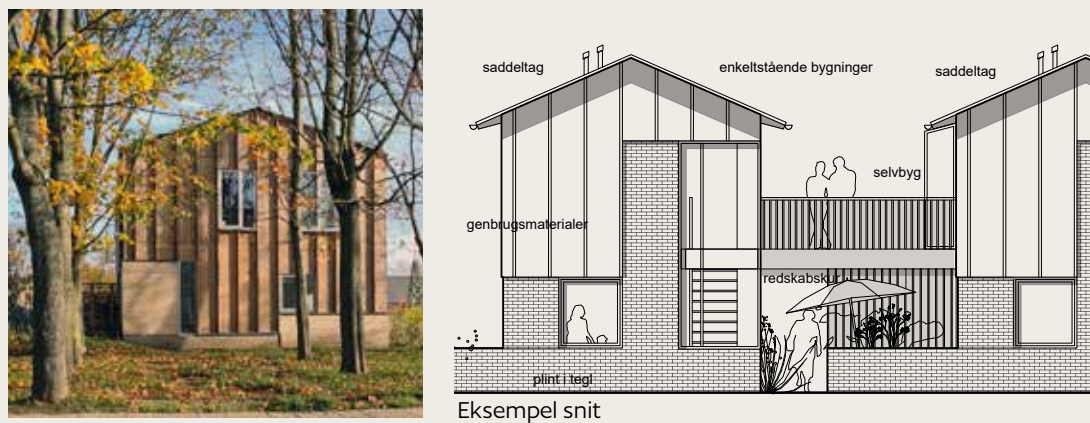 saddeltag
enkeltstående bygninger
saddeltag
selvbyg
genbrugsmaterialer
redskabskur
plint i tegl
Eksempel snit